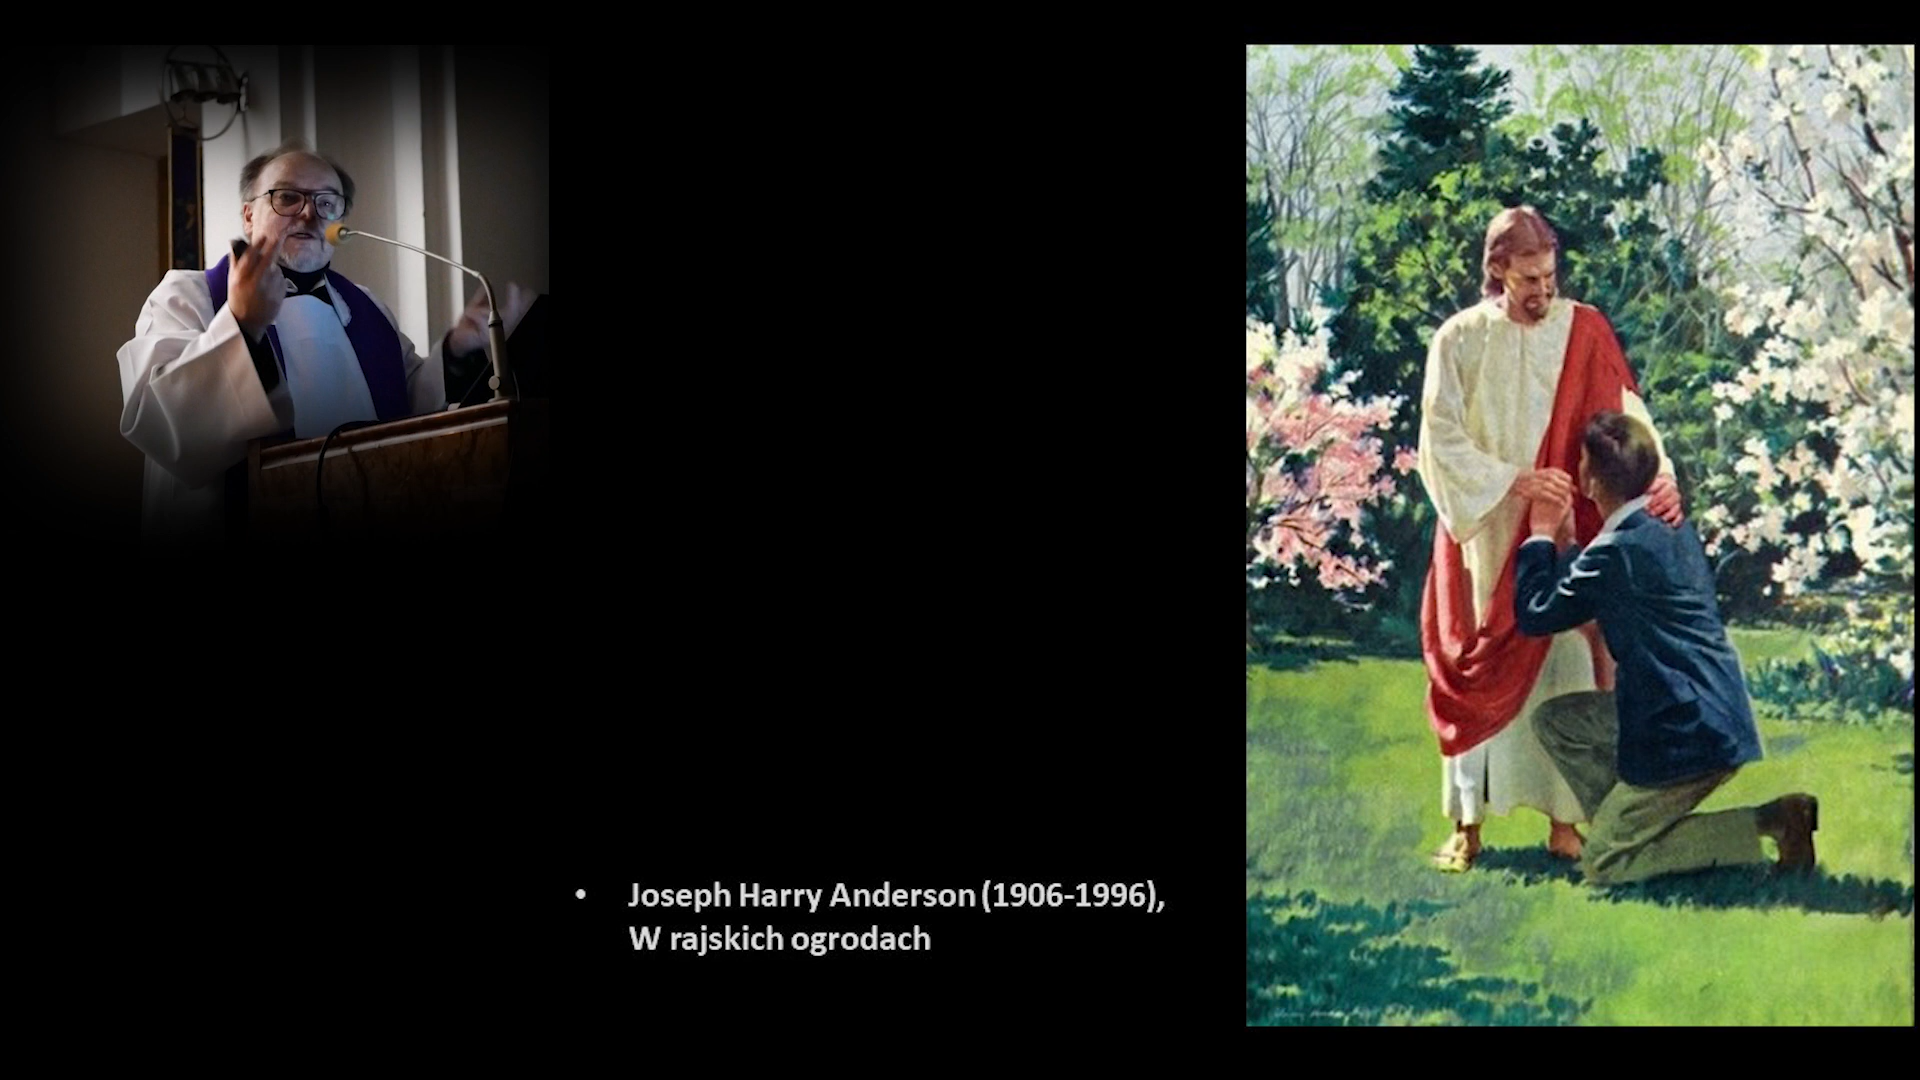 • Joseph Harry Anderson (1906-1996),
W rajskich ogrodach